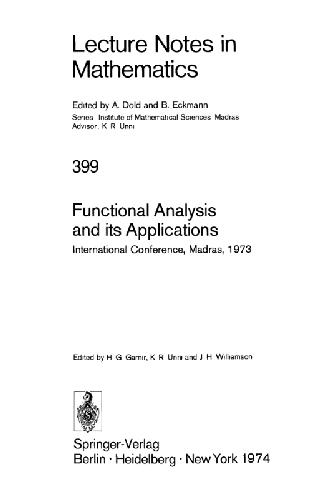 Lecture Notes in
Mathematics
Edited by A. Dold and B. Eckmann
Series: Institute of Mathematical Sciences Madras
Advisor: K. R. Unni
399
Functional Analysis
and its Applications
International Conference, Madras, 1973
Edited by H. G. Garnir, K. R. Unni and J. H. Williamson
Springer-Verlag
Berlin · Heidelberg · New York 1974